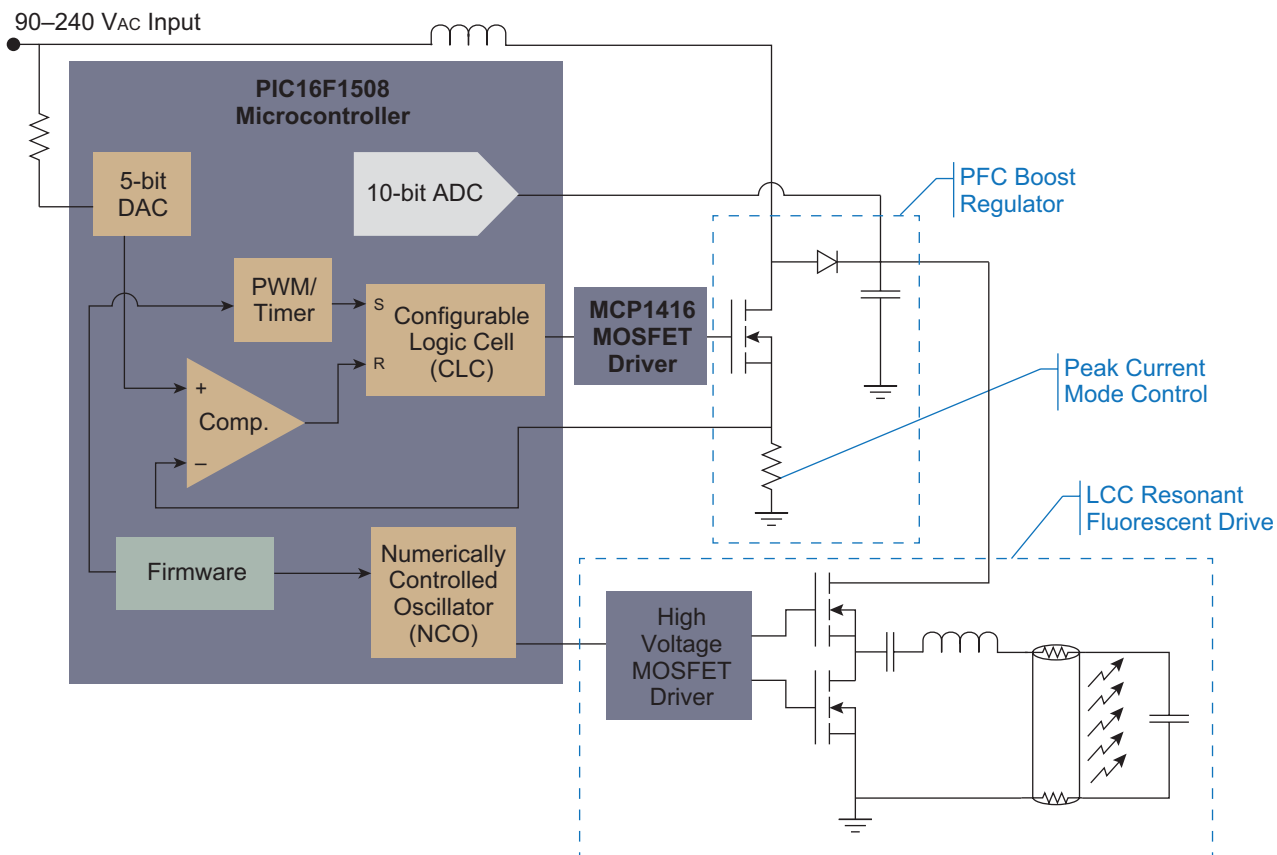 90–240 VAC Input
PIC16F1508
Microcontroller
5-bit
DAC
10-bit ADC
PFC Boost
Regulator
PWM/
Timer
S
R
Configurable
Logic Cell
(CLC)
MCP1416
MOSFET
Driver
+
Comp.
–
Peak Current
Mode Control
LCC Resonant
Fluorescent Drive
Firmware
Numerically
Controlled
Oscillator
(NCO)
High
Voltage
MOSFET
Driver